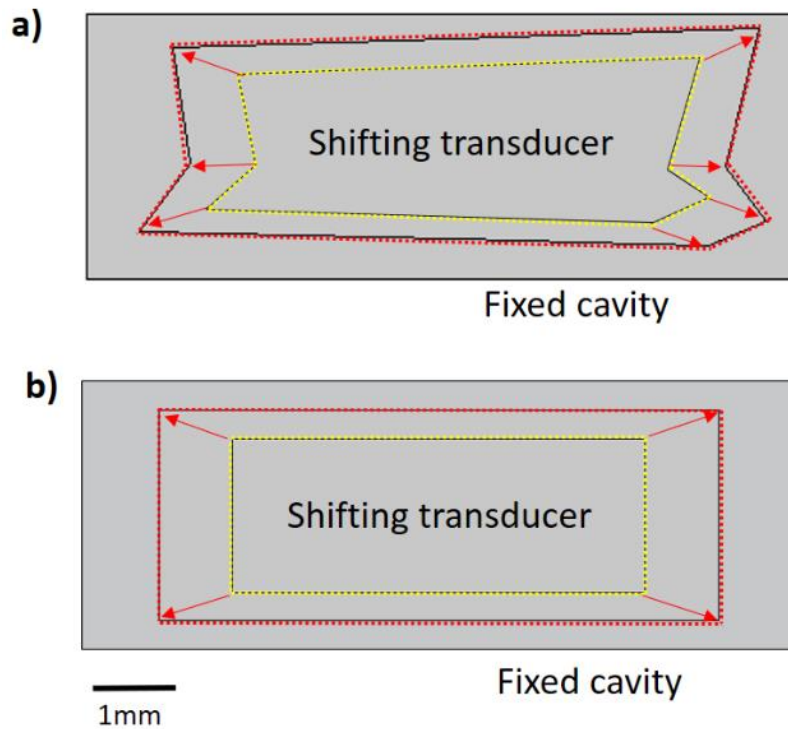 a)
Shifting transducer
Fixed cavity
b)
Shifting transducer
Fixed cavity
1mm